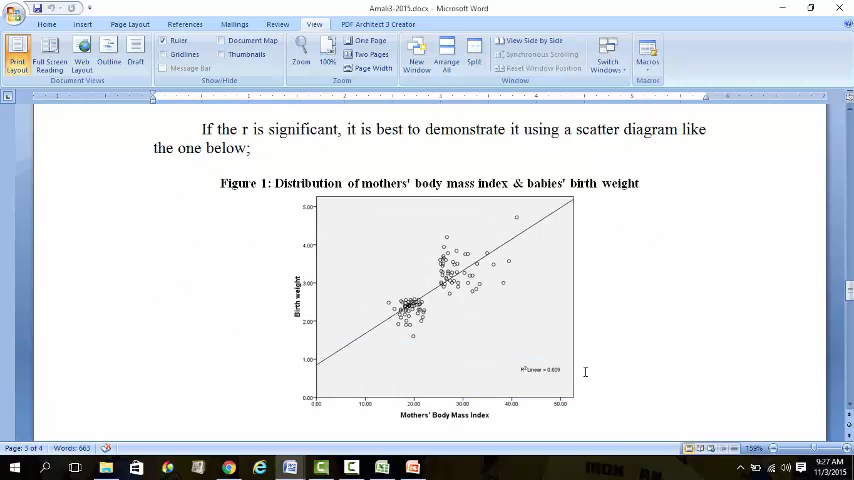 Amali3-2015.docx - Microsoft Word
Home Insert Page Layout References Mailings Review View PDF Architect 3 Creator
Print Layout
Full Screen Reading
Web Layout
Outline
Draft
Document Views
Ruler
Gridlines
Message Bar
Document Map
Thumbnails
Show/Hide
Zoom
100%
One Page
Two Pages
Page Width
Zoom
New Window
Arrange All
Split
View Side by Side
Synchronous Scrolling
Reset Window Position
Switch Windows
Window
Macros
Macros
If the r is significant, it is best to demonstrate it using a scatter diagram like
the one below;
Figure 1: Distribution of mothers' body mass index & babies' birth weight
5.00
4.00
3.00
2.00
1.00
0.00
Birth weight
R2 Linear = 0.609
0.00 10.00 20.00 30.00 40.00 50.00
Mothers' Body Mass Index
Page: 3 of 4 Words: 663
159%
9:27 AM
11/3/2015